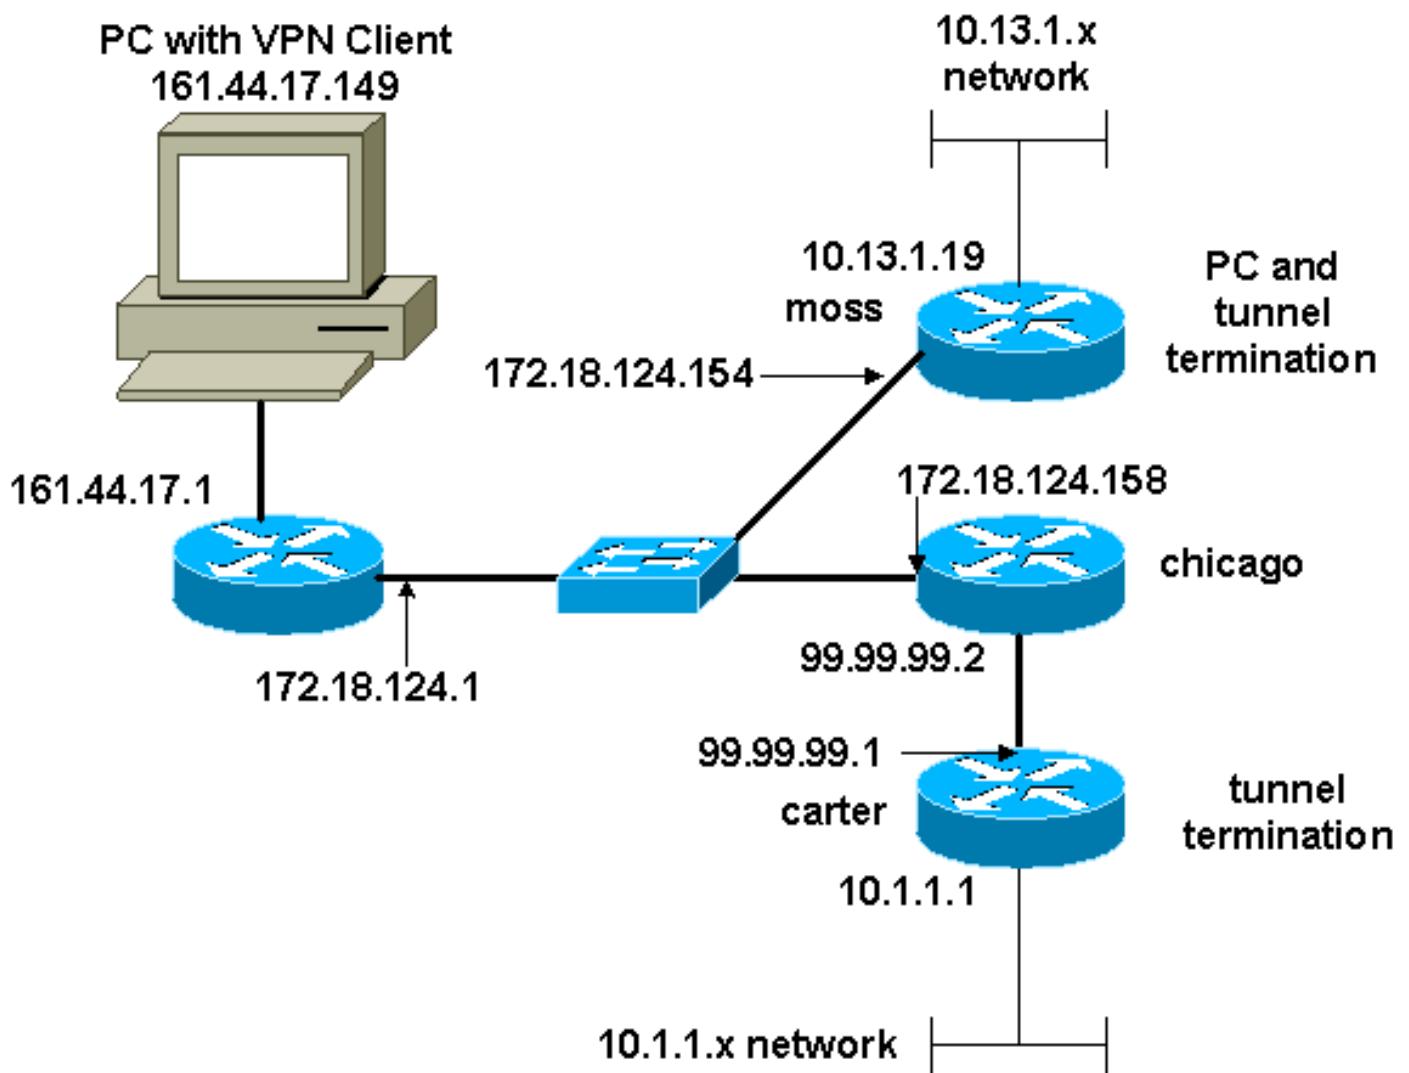 PC with VPN Client
161.44.17.149
10.13.1.x
network
10.13.1.19
moss
PC and
tunnel
termination
172.18.124.154
161.44.17.1
172.18.124.158
chicago
172.18.124.1
99.99.99.2
99.99.99.1
carter
tunnel
termination
10.1.1.1
10.1.1.x network